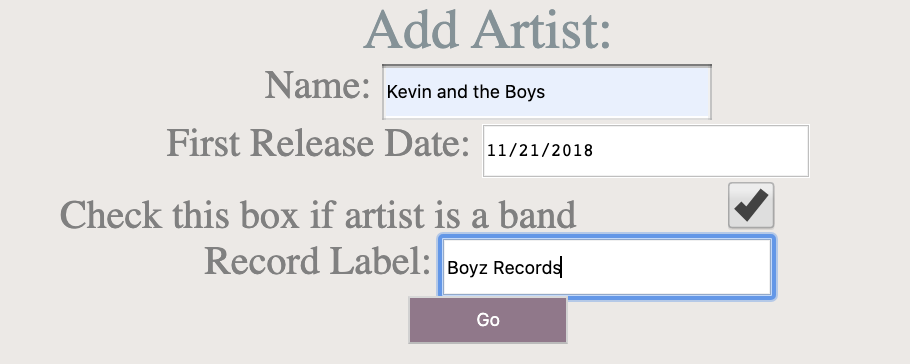 Add Artist:
Name: Kevin and the Boys
First Release Date: 11/21/2018
Check this box if artist is a band
Record Label: Boyz Records
Go